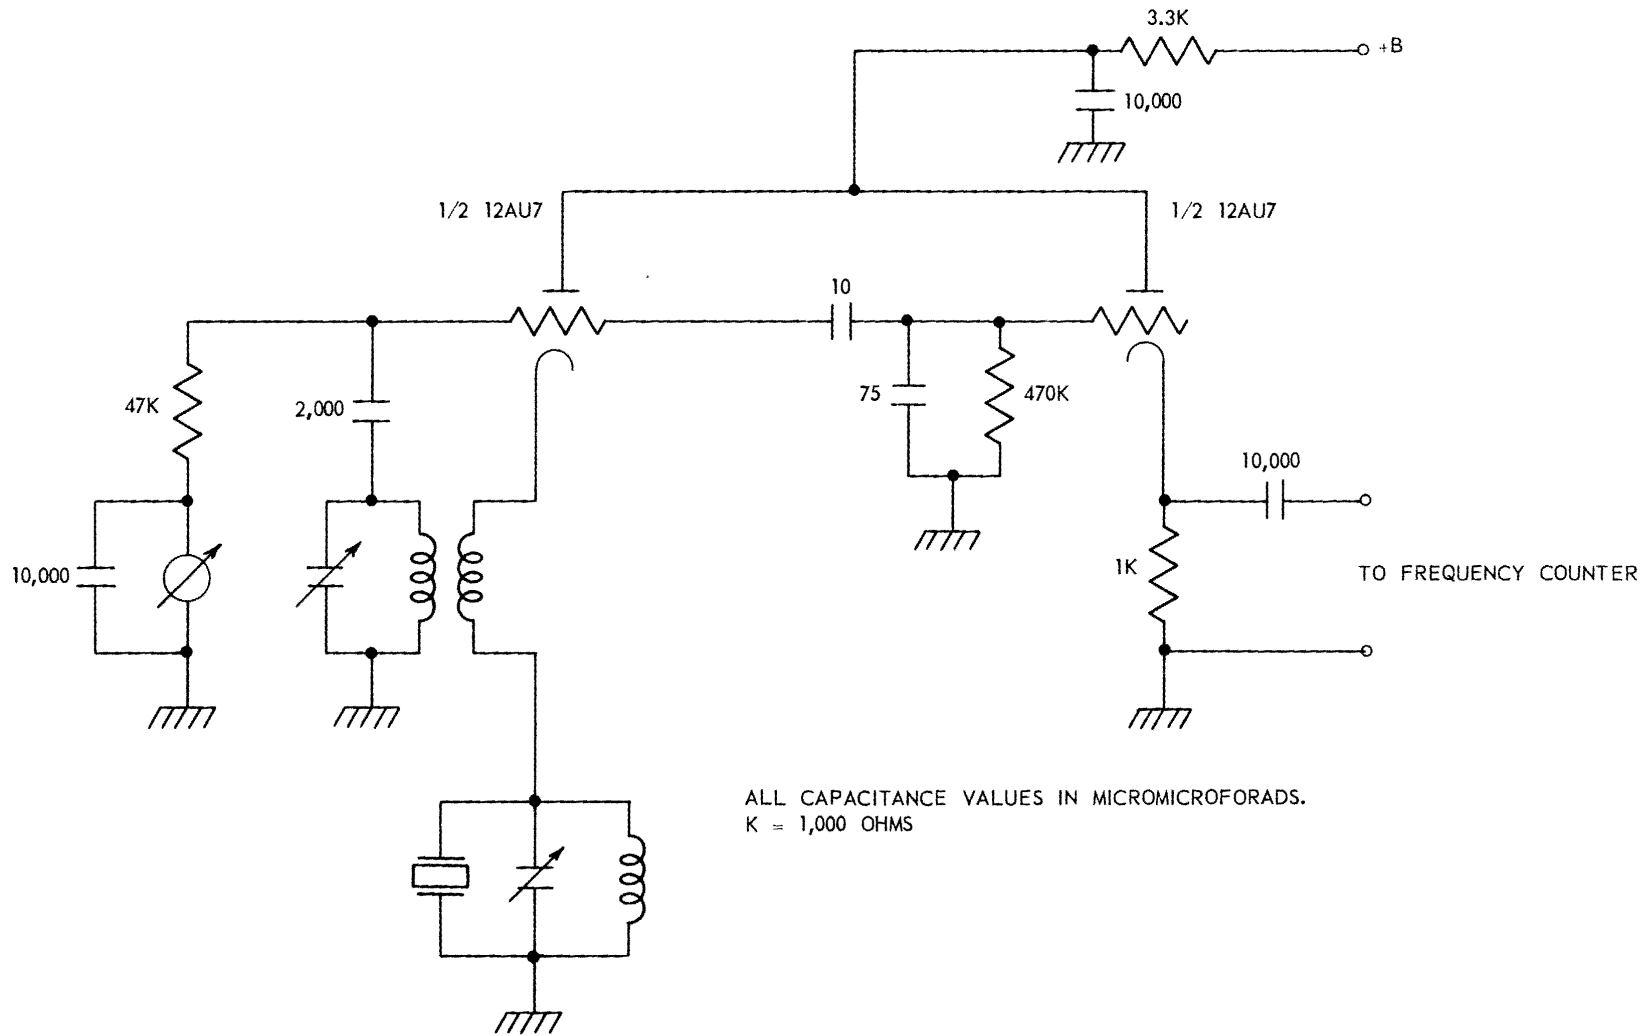 3.3K
+B
10,000
1/2 12AU7
1/2 12AU7
10
47K
2,000
75
470K
10,000
10,000
1K
TO FREQUENCY COUNTER
ALL CAPACITANCE VALUES IN MICROMICROFORADS.
K = 1,000 OHMS